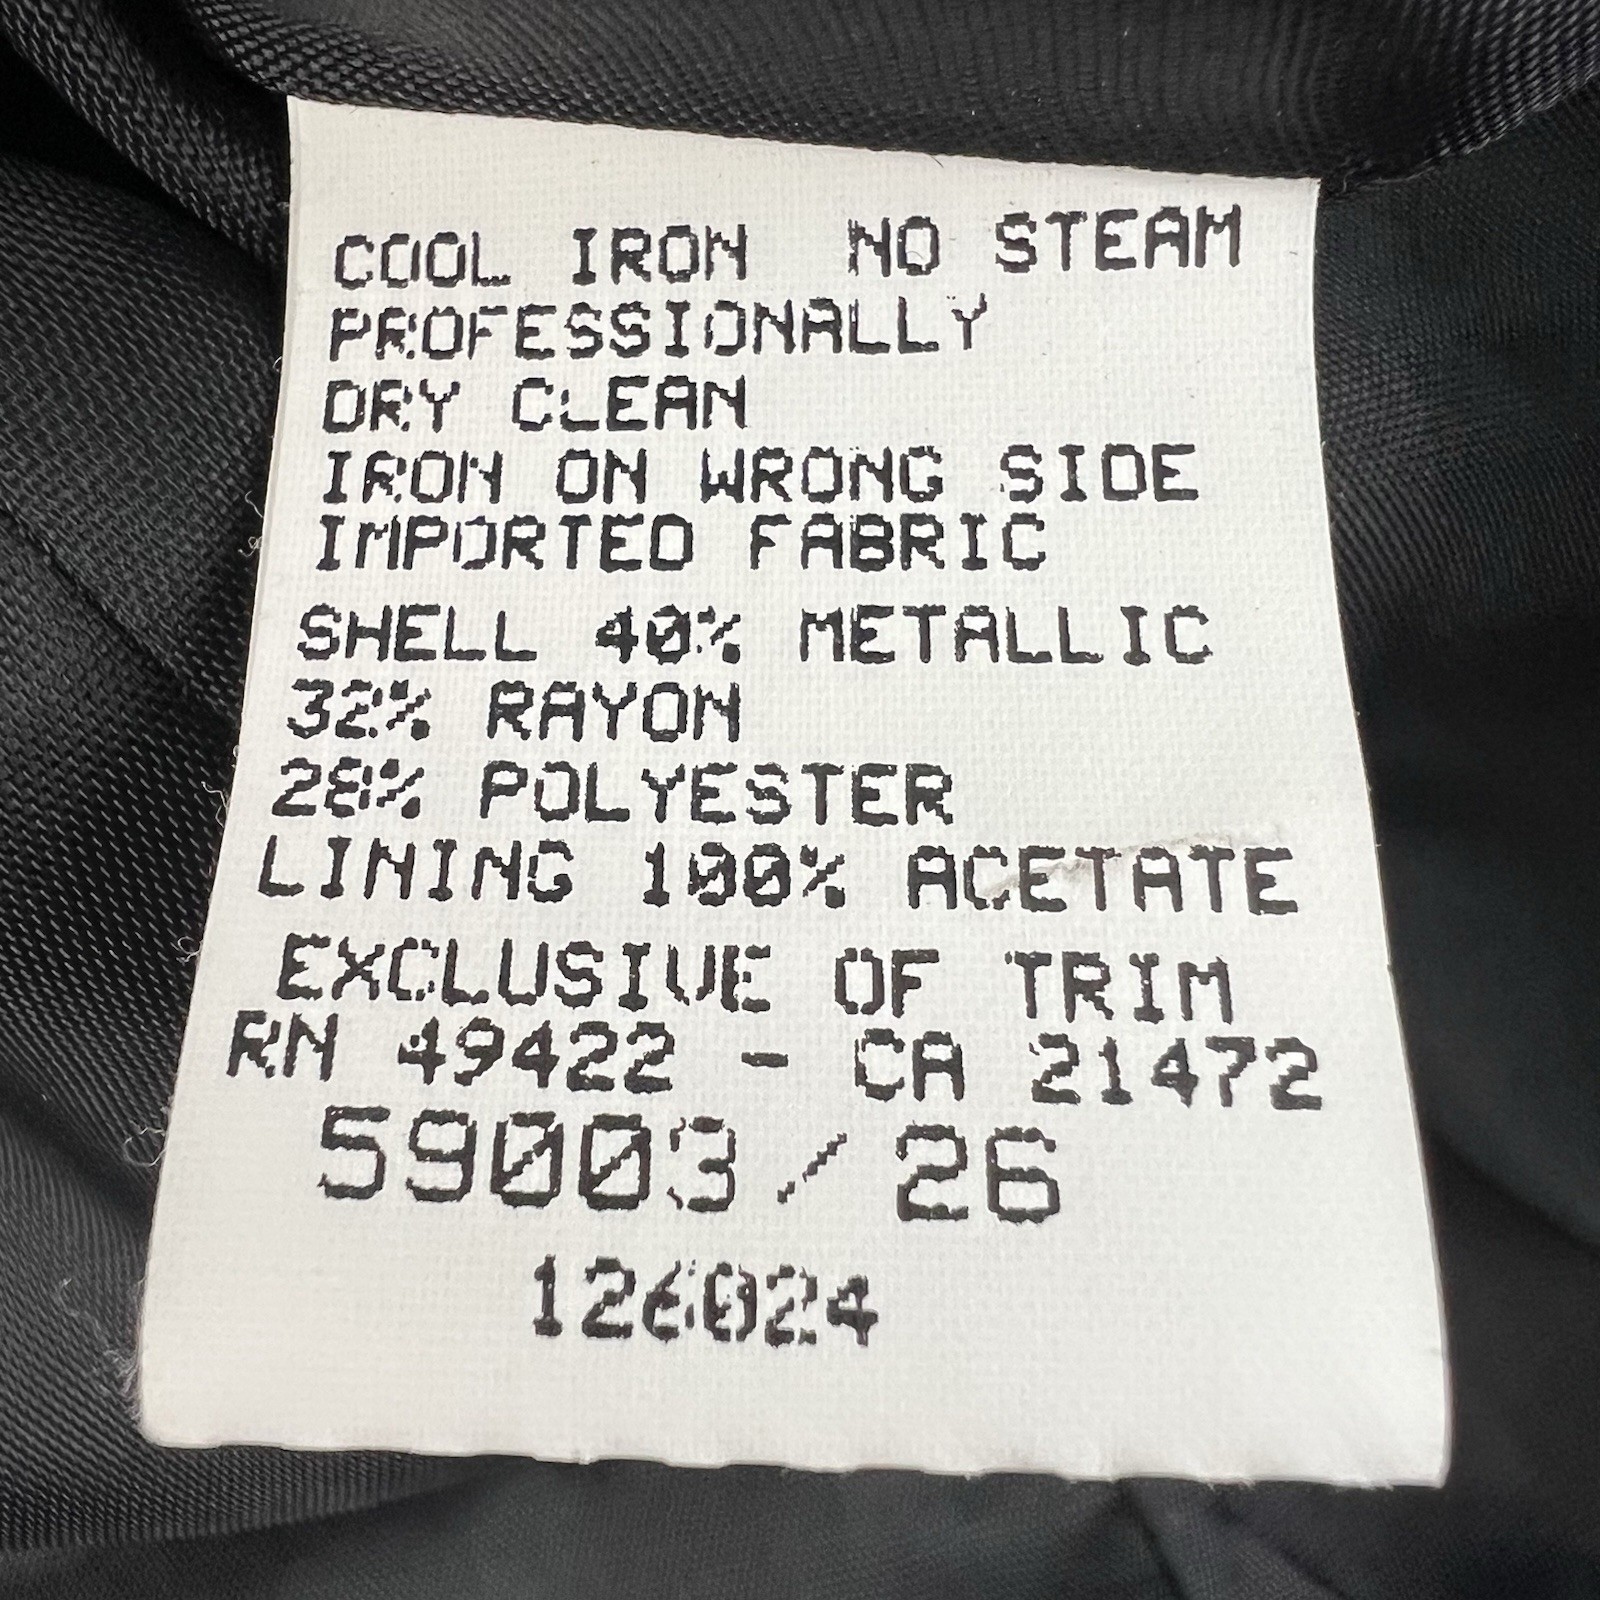 COOL IRON NO STEAM
PROFESSIONALLY
DRY CLEAN
IRON ON WRONG SIDE
IMPORTED FABRIC
SHELL 40% METALLIC
32% RAYON
28% POLYESTER
LINING 100% ACETATE
EXCLUSIVE OF TRIM
RN 49422 - CA 21472
59003/26
126024